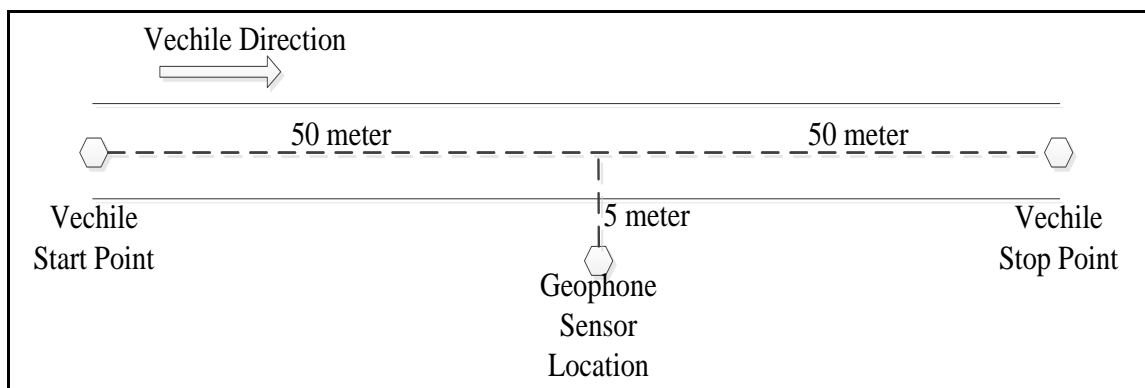 Vechile Direction
50 meter
50 meter
5 meter
Vechile
Start Point
Geophone
Sensor
Location
Vechile
Stop Point